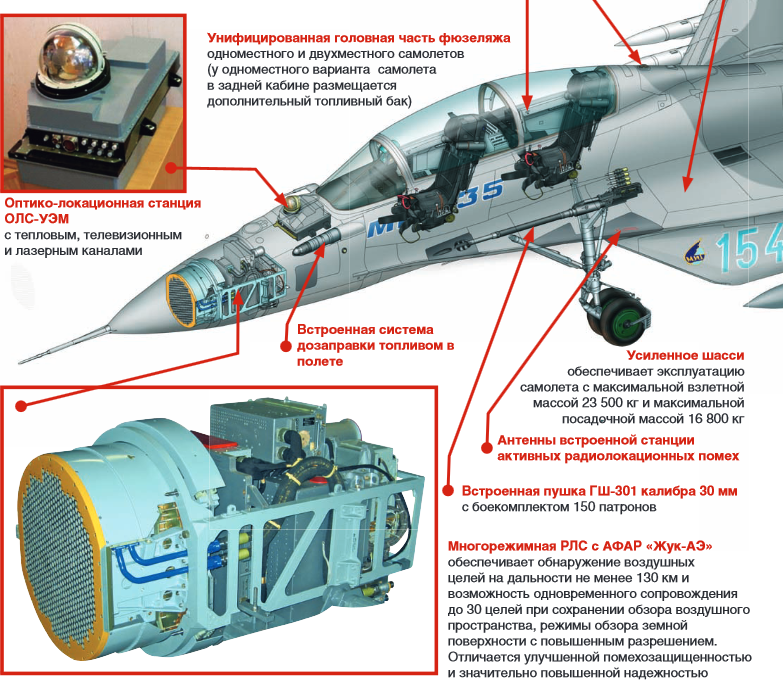 Унифицированная головная часть фюзеляжа
одноместного и двухместного самолетов
(у одноместного варианта самолета
в задней кабине размещается
дополнительный топливный бак)
Оптико-локационная станция
ОЛС-УЭМ
с тепловым, телевизионным
и лазерным каналами
35
154
МИГ
Встроенная система
дозаправки топливом в
полете
Усиленное шасси
обеспечивает эксплуатацию
самолета с максимальной взлетной
массой 23 500 кг и максимальной
посадечной массой 16 800 кг
Антенны встроенной станции
активных радиолокационных помех
Встроенная пушка ГШ-301 калибра 30 мм
с боекомплектом 150 патронов
Многорежимная РЛС с АФАР «Жук-АЭ»
обеспечивает обнаружение воздушных
целей на дальности не менее 130 км и
возможность одновременного сопровождения
до 30 целей при сохранении обзора воздушного
пространства, режимы обзора земной
поверхности с повышенным разрешением.
Отличается улучшенной помехозащищенностью
и значительно повышенной надежностью